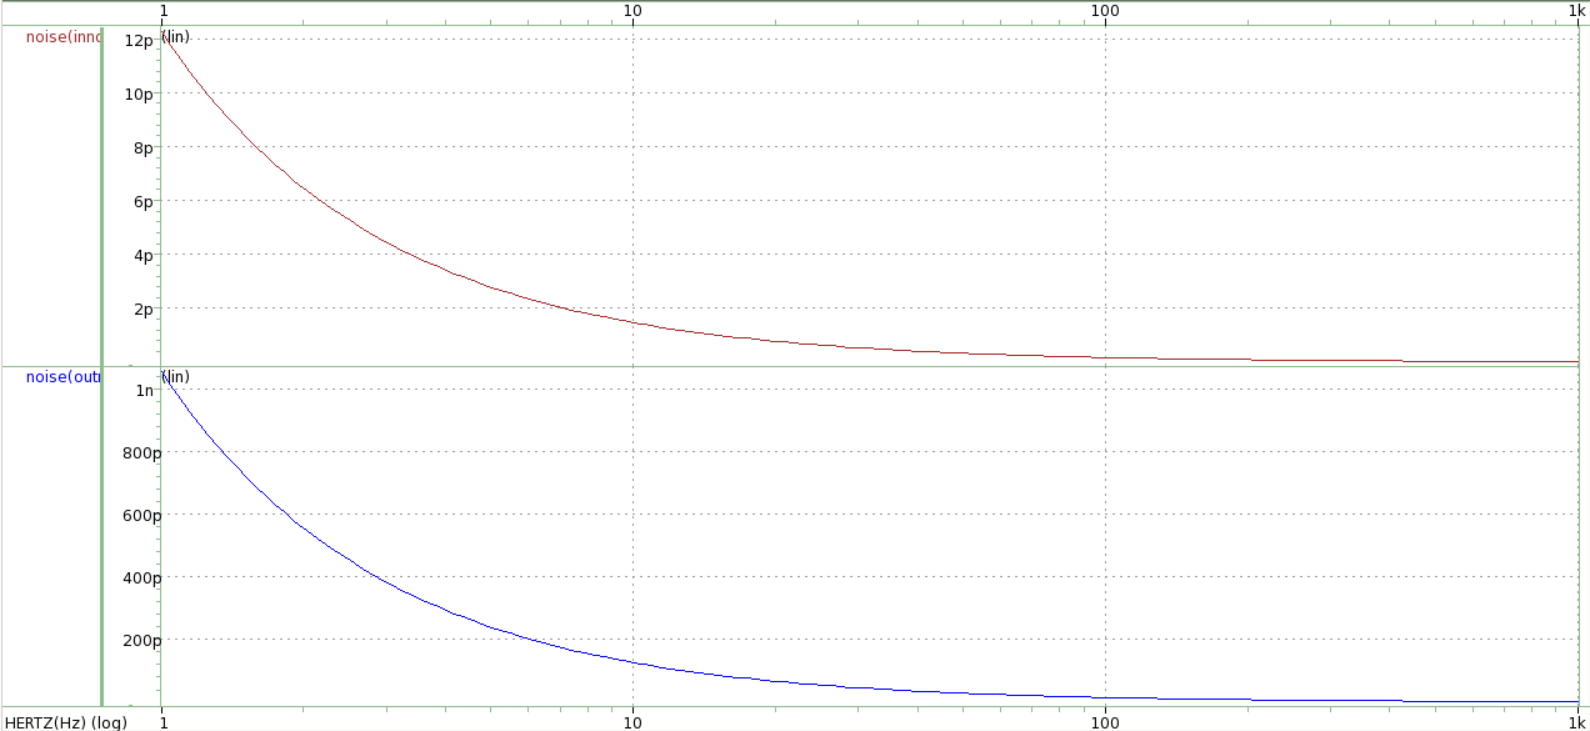 1 10 100 1k
noise(inno
12p (lin)
10p
8p
6p
4p
2p
noise(outn (lin)
1n
800p
600p
400p
200p
HERTZ(Hz) (log) 1 10 100 1k